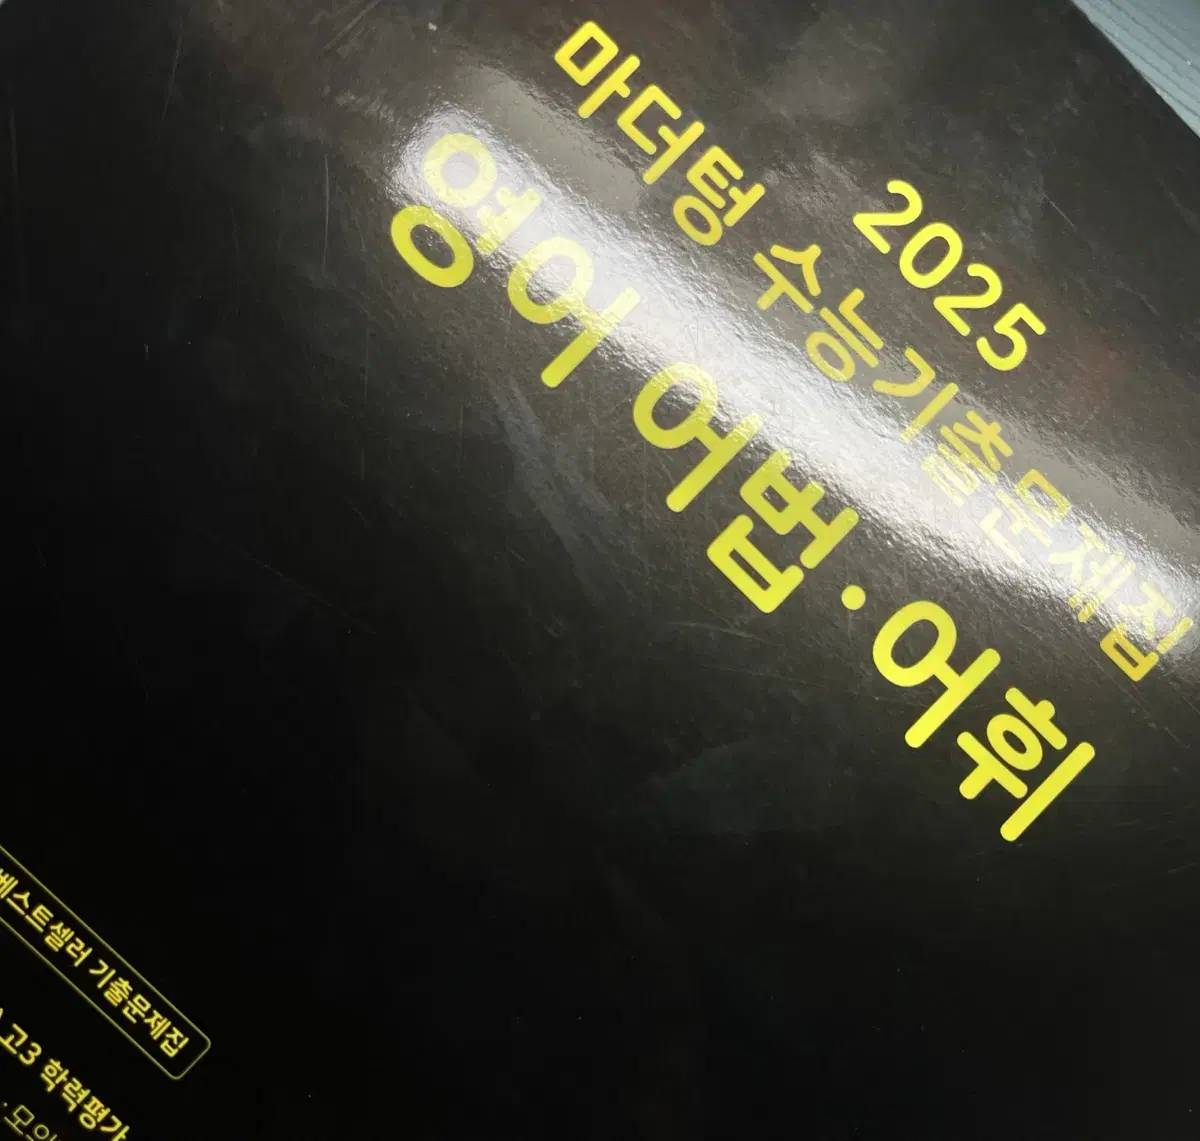 2025
마더텅 수능기출문제집
영어 어법·어휘
베스트셀러 기출문제집
고3 학력평가